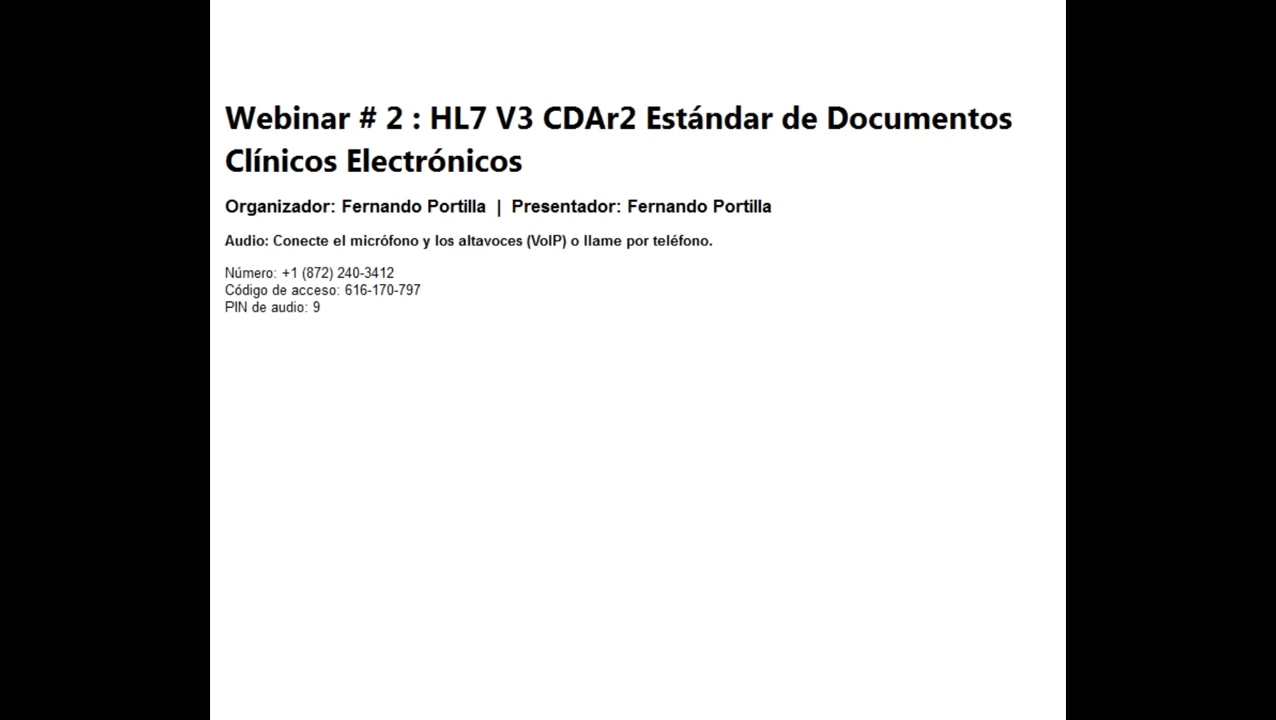 Webinar # 2 : HL7 V3 CDAr2 Estándar de Documentos
Clínicos Electrónicos
Organizador: Fernando Portilla | Presentador: Fernando Portilla
Audio: Conecte el micrófono y los altavoces (VoIP) o llame por teléfono.
Número: +1 (872) 240-3412
Código de acceso: 616-170-797
PIN de audio: 9